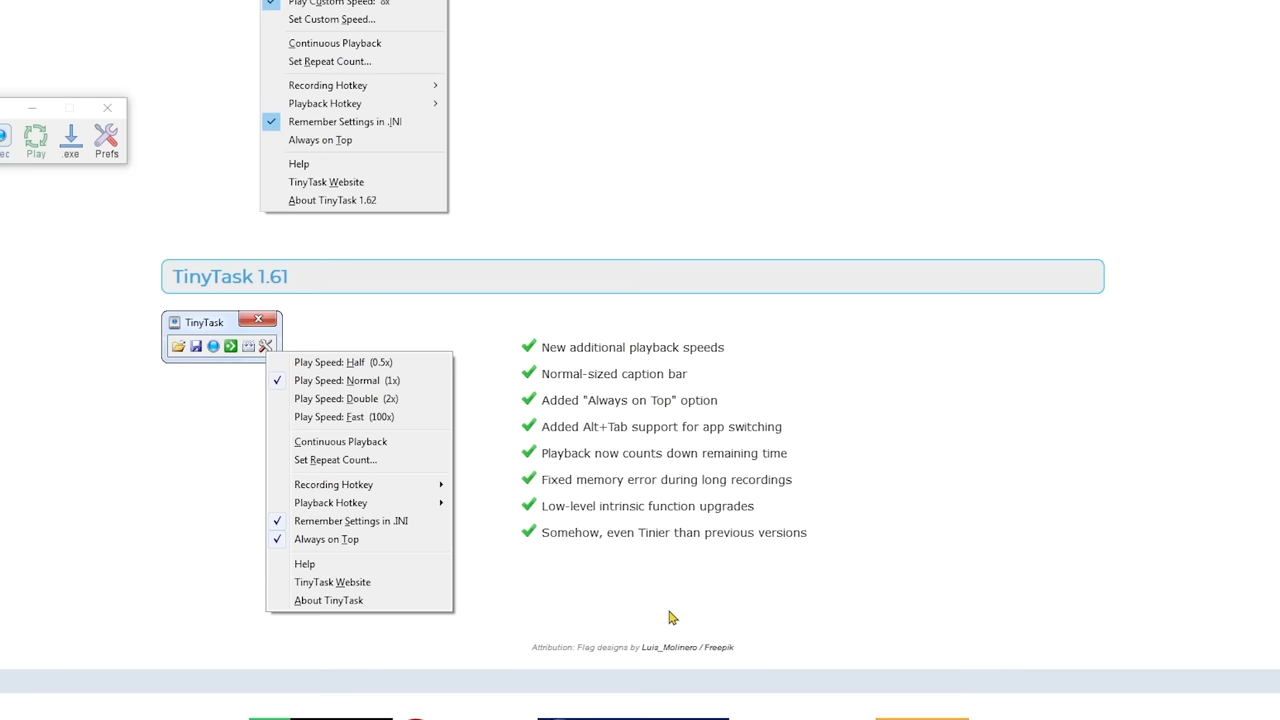 Play Custom Speed: 8x
Set Custom Speed...
Continuous Playback
Set Repeat Count...
Recording Hotkey
Playback Hotkey
Remember Settings in .INI
Always on Top
Help
TinyTask Website
About TinyTask 1.62
ec Play .exe Prefs
TinyTask 1.61
TinyTask
Play Speed: Half (0.5x)
Play Speed: Normal (1x)
Play Speed: Double (2x)
Play Speed: Fast (100x)
Continuous Playback
Set Repeat Count...
Recording Hotkey
Playback Hotkey
Remember Settings in .INI
Always on Top
Help
TinyTask Website
About TinyTask
New additional playback speeds
Normal-sized caption bar
Added "Always on Top" option
Added Alt+Tab support for app switching
Playback now counts down remaining time
Fixed memory error during long recordings
Low-level intrinsic function upgrades
Somehow, even Tinier than previous versions
Attribution: Flag designs by Luis_Molinero / Freepik